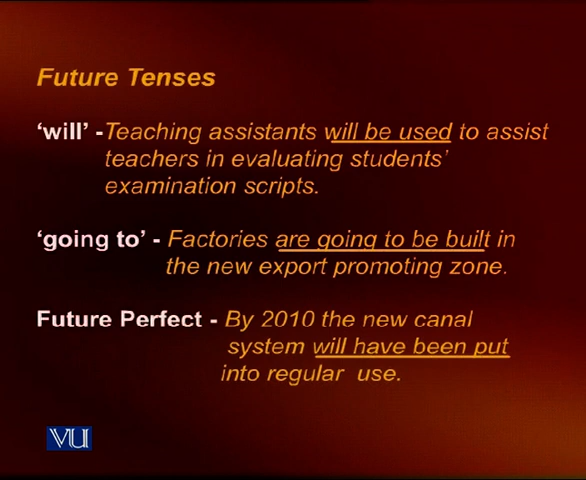 Future Tenses
‘will’ - Teaching assistants will be used to assist
teachers in evaluating students’
examination scripts.
‘going to’ - Factories are going to be built in
the new export promoting zone.
Future Perfect - By 2010 the new canal
system will have been put
into regular use.
VU